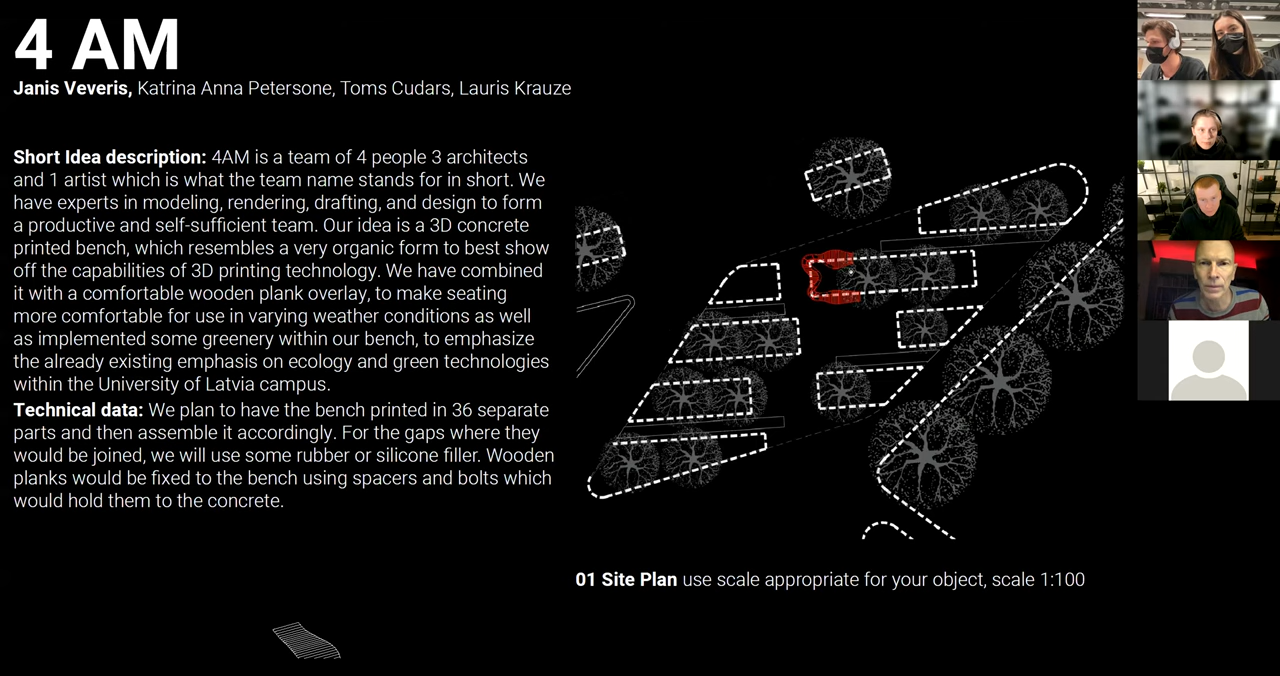 4 AM
Janis Veveris, Katrina Anna Petersone, Toms Cudars, Lauris Krauze
Short Idea description: 4AM is a team of 4 people 3 architects
and 1 artist which is what the team name stands for in short. We
have experts in modeling, rendering, drafting, and design to form
a productive and self-sufficient team. Our idea is a 3D concrete
printed bench, which resembles a very organic form to best show
off the capabilities of 3D printing technology. We have combined
it with a comfortable wooden plank overlay, to make seating
more comfortable for use in varying weather conditions as well
as implemented some greenery within our bench, to emphasize
the already existing emphasis on ecology and green technologies
within the University of Latvia campus.
Technical data: We plan to have the bench printed in 36 separate
parts and then assemble it accordingly. For the gaps where they
would be joined, we will use some rubber or silicone filler. Wooden
planks would be fixed to the bench using spacers and bolts which
would hold them to the concrete.
01 Site Plan use scale appropriate for your object, scale 1:100